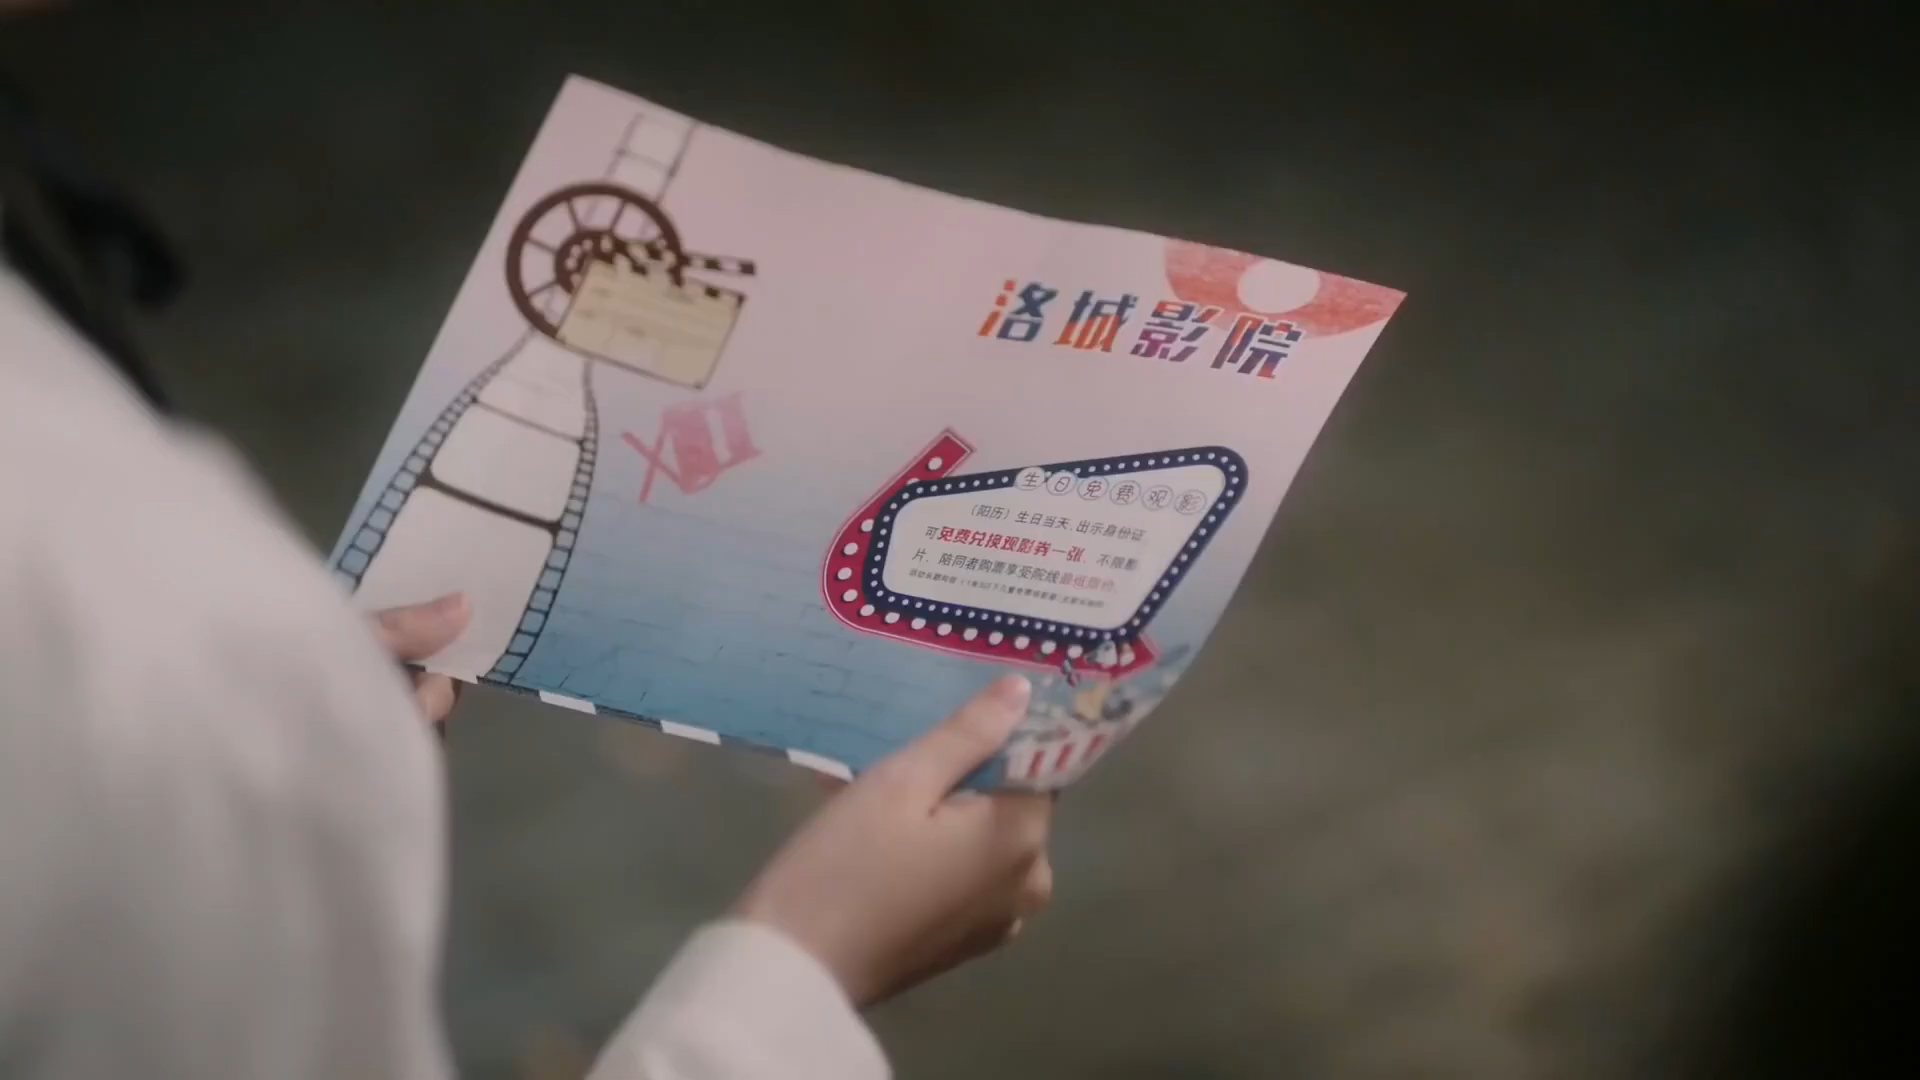 洛城影院
生日免费观影
（阳历）生日当天，出示身份证
可免费兑换观影券一张，不限影
片，陪同者购票享受院线最低限价。